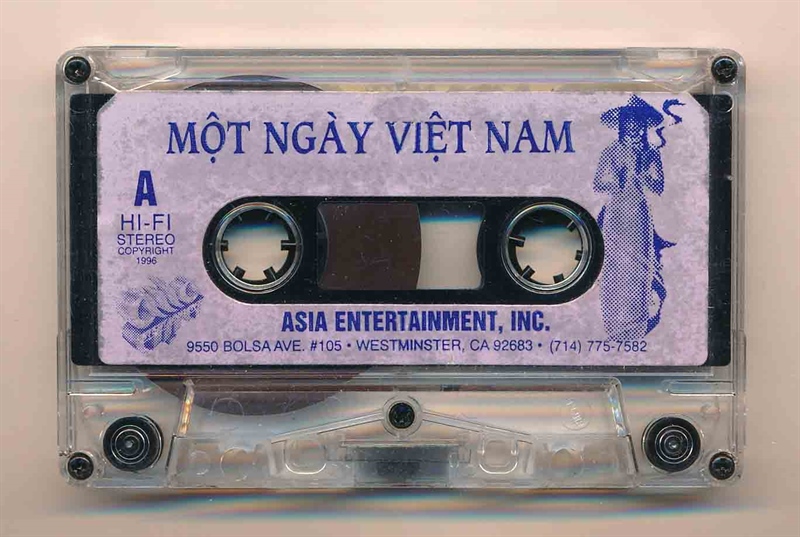 MỘT NGÀY VIỆT NAM
A
HI-FI
STEREO
COPYRIGHT
1996
ASIA ENTERTAINMENT, INC.
9550 BOLSA AVE. #105 • WESTMINSTER, CA 92683 • (714) 775-7582